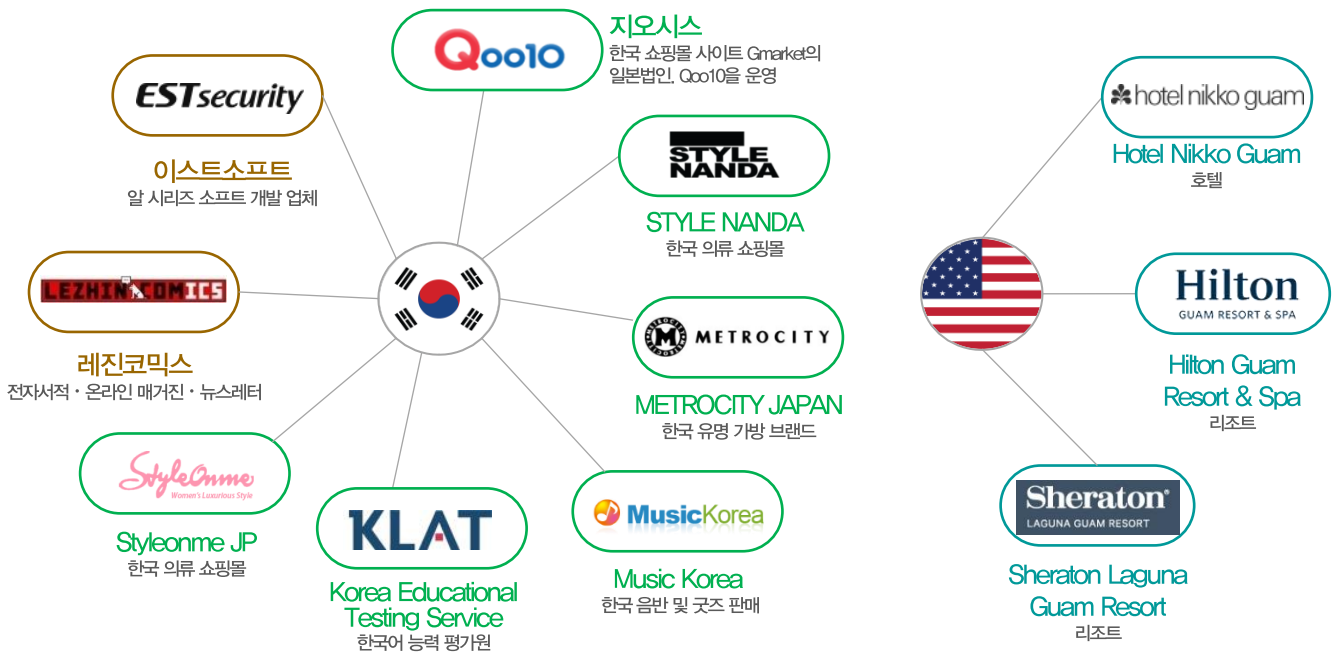 Qoo10
지오시스
한국 쇼핑몰 사이트 Gmarket의
일본법인. Qoo10을 운영
ESTsecurity
이스트소프트
알 시리즈 소프트 개발 업체
STYLE
NANDA
STYLE NANDA
한국 의류 쇼핑몰
LEZHIN COMICS
레진코믹스
전자서적・온라인 매거진・뉴스레터
METROCITY
METROCITY JAPAN
한국 유명 가방 브랜드
StyleOnme
Women's Luxurious Style
Styleonme JP
한국 의류 쇼핑몰
KLAT
Korea Educational
Testing Service
한국어 능력 평가원
MusicKorea
Music Korea
한국 음반 및 굿즈 판매
hotel nikko guam
Hotel Nikko Guam
호텔
Hilton
GUAM RESORT & SPA
Hilton Guam
Resort & Spa
리조트
Sheraton®
LAGUNA GUAM RESORT
Sheraton Laguna
Guam Resort
리조트